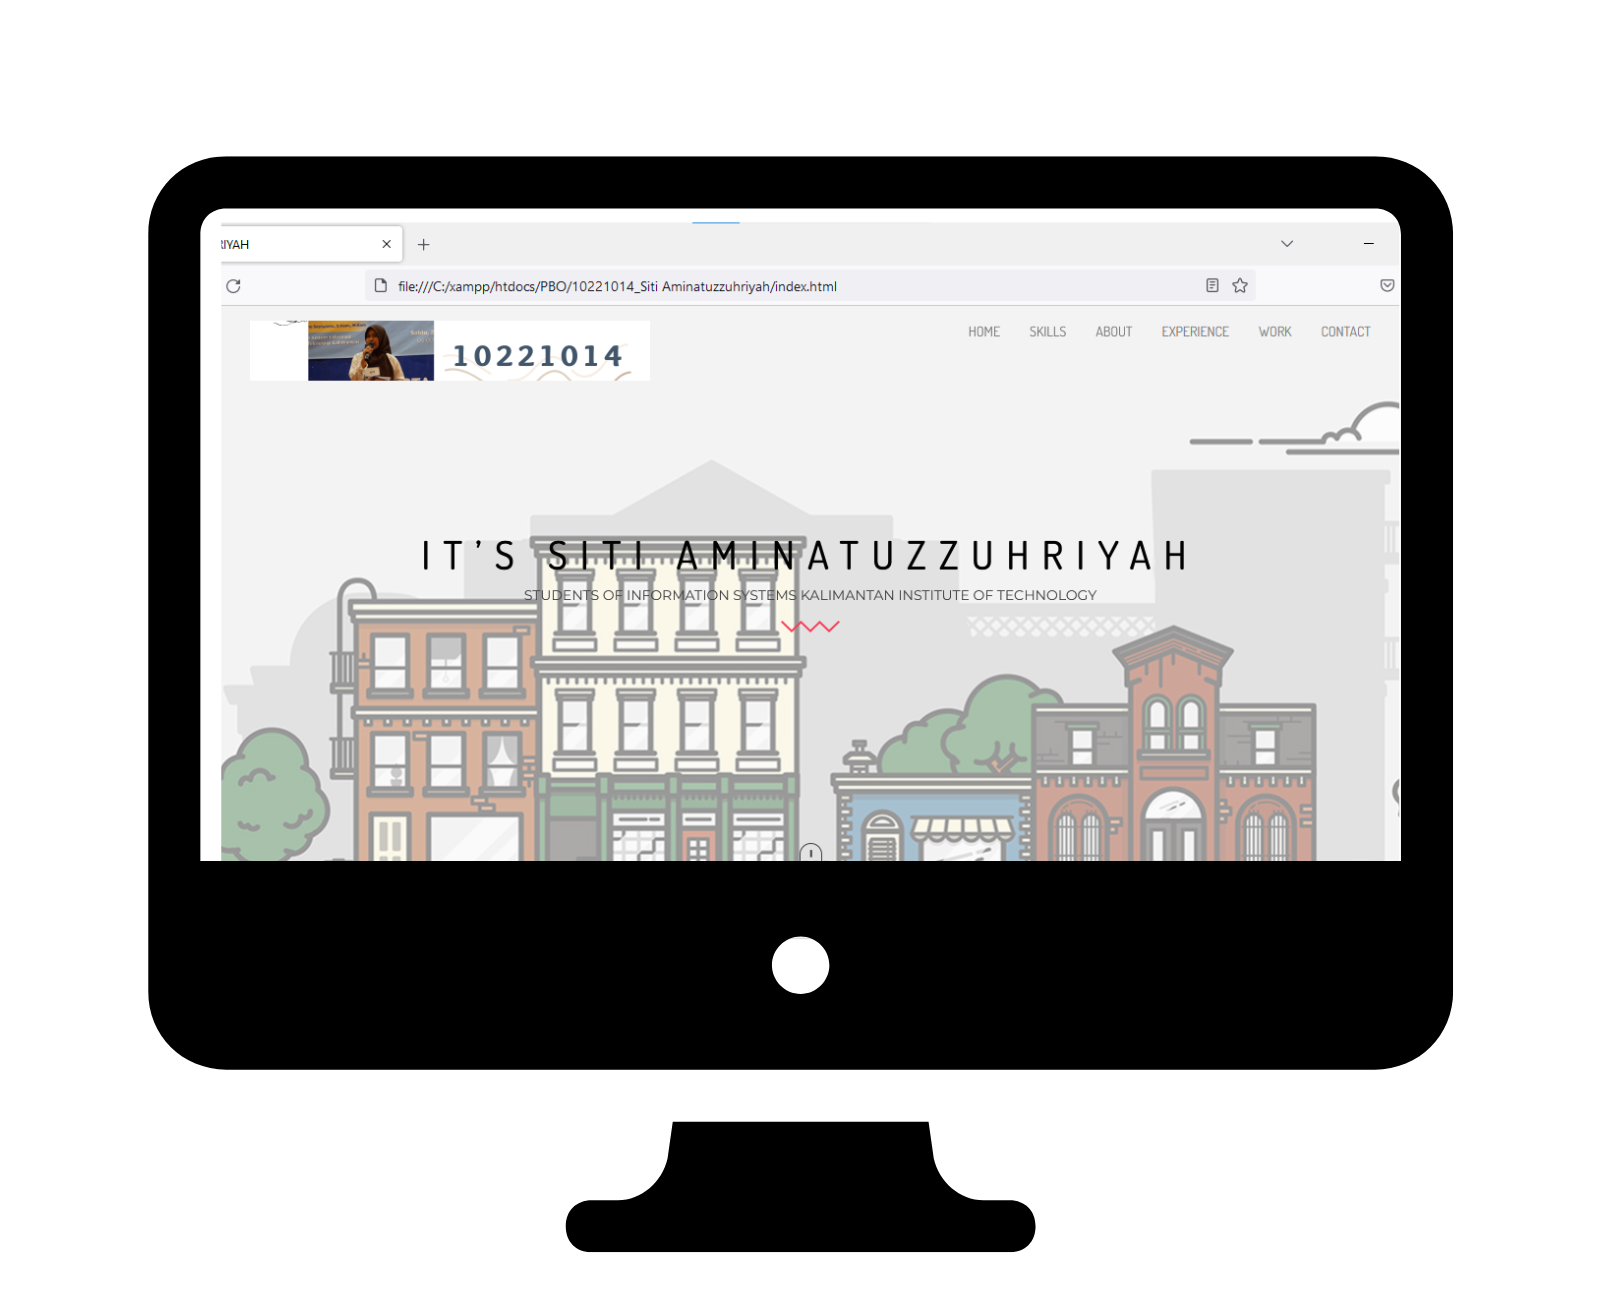 RIYAH
file:///C:/xampp/htdocs/PBO/10221014_Siti Aminatuzzuhriyah/index.html
10221014
HOME SKILLS ABOUT EXPERIENCE WORK CONTACT
IT'S SITI AMINATUZZUHRIYAH
STUDENTS OF INFORMATION SYSTEMS KALIMANTAN INSTITUTE OF TECHNOLOGY